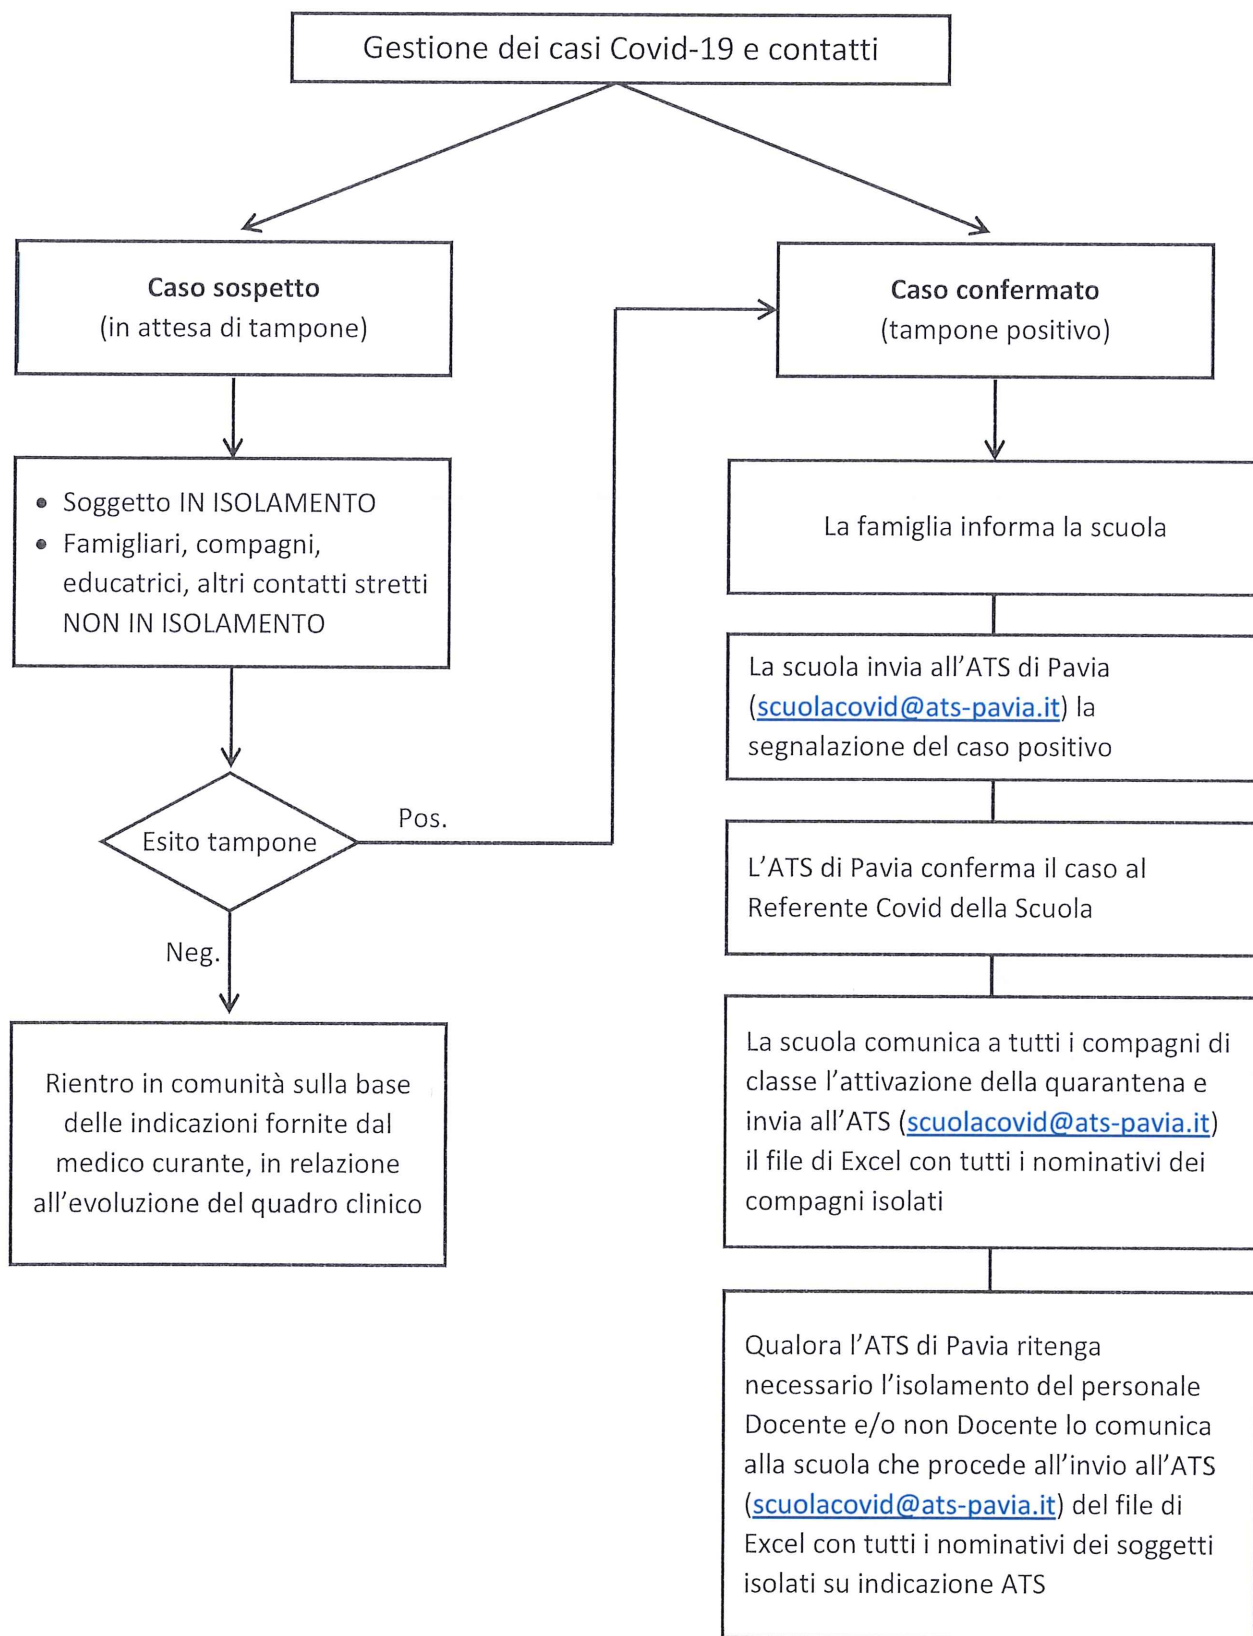 Gestione dei casi Covid-19 e contatti
Caso sospetto
(in attesa di tampone)
• Soggetto IN ISOLAMENTO
• Famigliari, compagni,
educatrici, altri contatti stretti
NON IN ISOLAMENTO
Esito tampone
Pos.
Neg.
Rientro in comunità sulla base
delle indicazioni fornite dal
medico curante, in relazione
all'evoluzione del quadro clinico
Caso confermato
(tampone positivo)
La famiglia informa la scuola
La scuola invia all'ATS di Pavia
(scuolacovid@ats-pavia.it) la
segnalazione del caso positivo
L'ATS di Pavia conferma il caso al
Referente Covid della Scuola
La scuola comunica a tutti i compagni di
classe l'attivazione della quarantena e
invia all'ATS (scuolacovid@ats-pavia.it)
il file di Excel con tutti i nominativi dei
compagni isolati
Qualora l'ATS di Pavia ritenga
necessario l'isolamento del personale
Docente e/o non Docente lo comunica
alla scuola che procede all'invio all'ATS
(scuolacovid@ats-pavia.it) del file di
Excel con tutti i nominativi dei soggetti
isolati su indicazione ATS